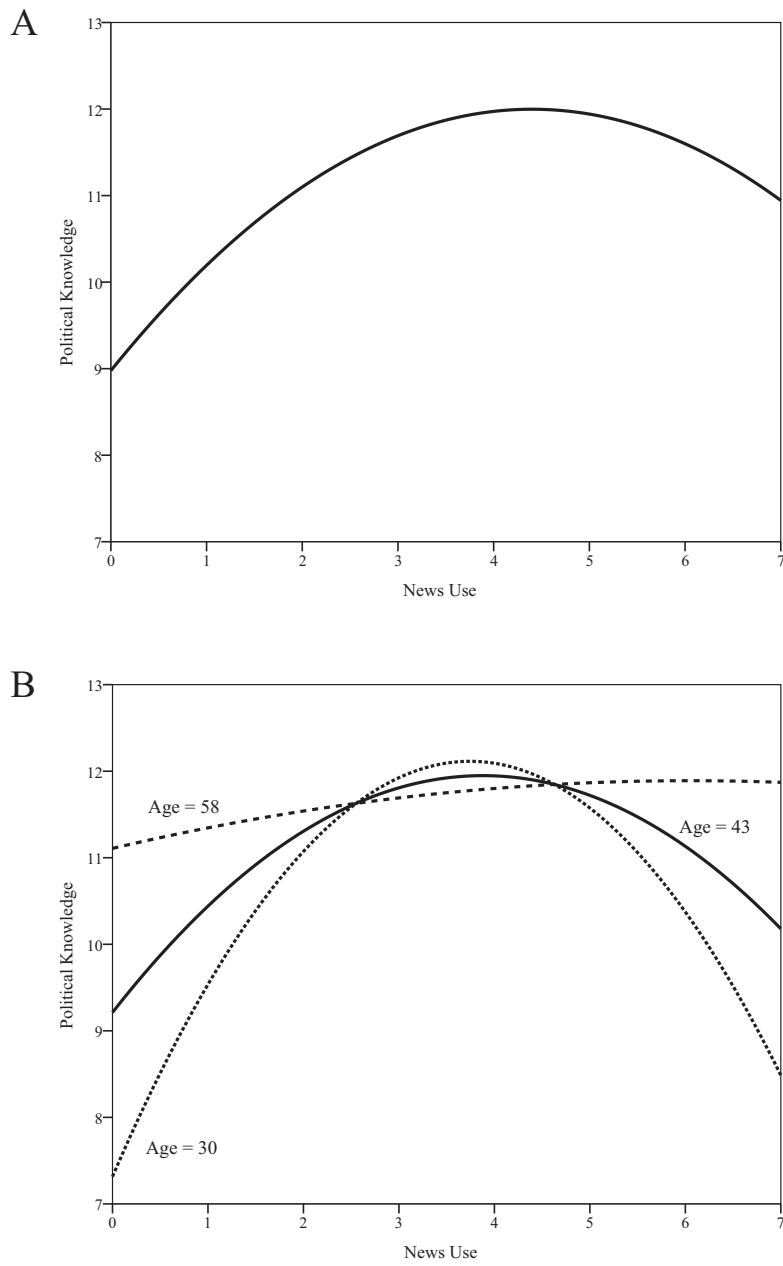 A
13
12
11
10
9
8
7
Political Knowledge
0 1 2 3 4 5 6 7
News Use
B
13
12
11
10
9
8
7
Political Knowledge
Age = 58
Age = 43
Age = 30
0 1 2 3 4 5 6 7
News Use